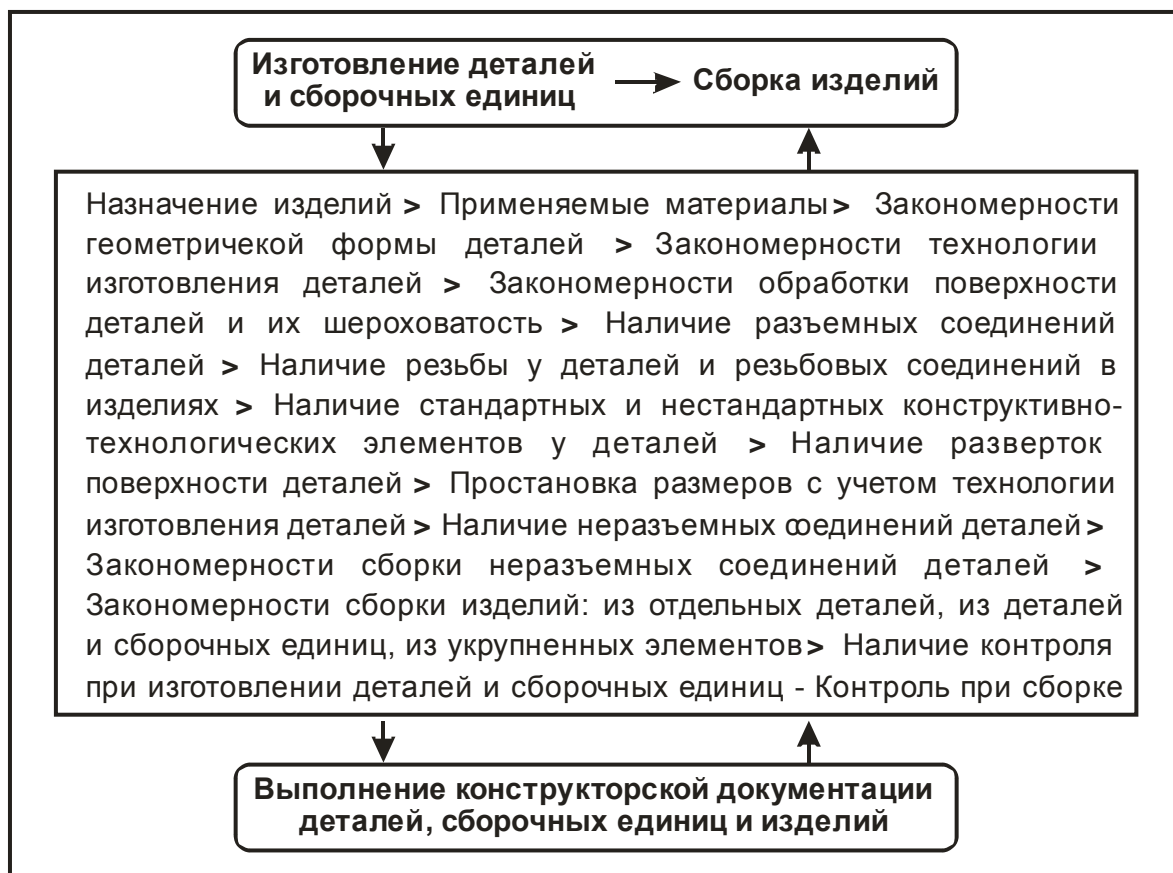 Изготовление деталей
и сборочных единиц
Сборка изделий
Назначение изделий > Применяемые материалы> Закономерности
геометричекой формы деталей > Закономерности технологии
изготовления деталей > Закономерности обработки поверхности
деталей и их шероховатость > Наличие разъемных соединений
деталей > Наличие резьбы у деталей и резьбовых соединений в
изделиях > Наличие стандартных и нестандартных конструктивно-
технологических элементов у деталей > Наличие разверток
поверхности деталей > Простановка размеров с учетом технологии
изготовления деталей > Наличие неразъемных соединений деталей >
Закономерности сборки неразъемных соединений деталей >
Закономерности сборки изделий: из отдельных деталей, из деталей
и сборочных единиц, из укрупненных элементов> Наличие контроля
при изготовлении деталей и сборочных единиц - Контроль при сборке
Выполнение конструкторской документации
деталей, сборочных единиц и изделий